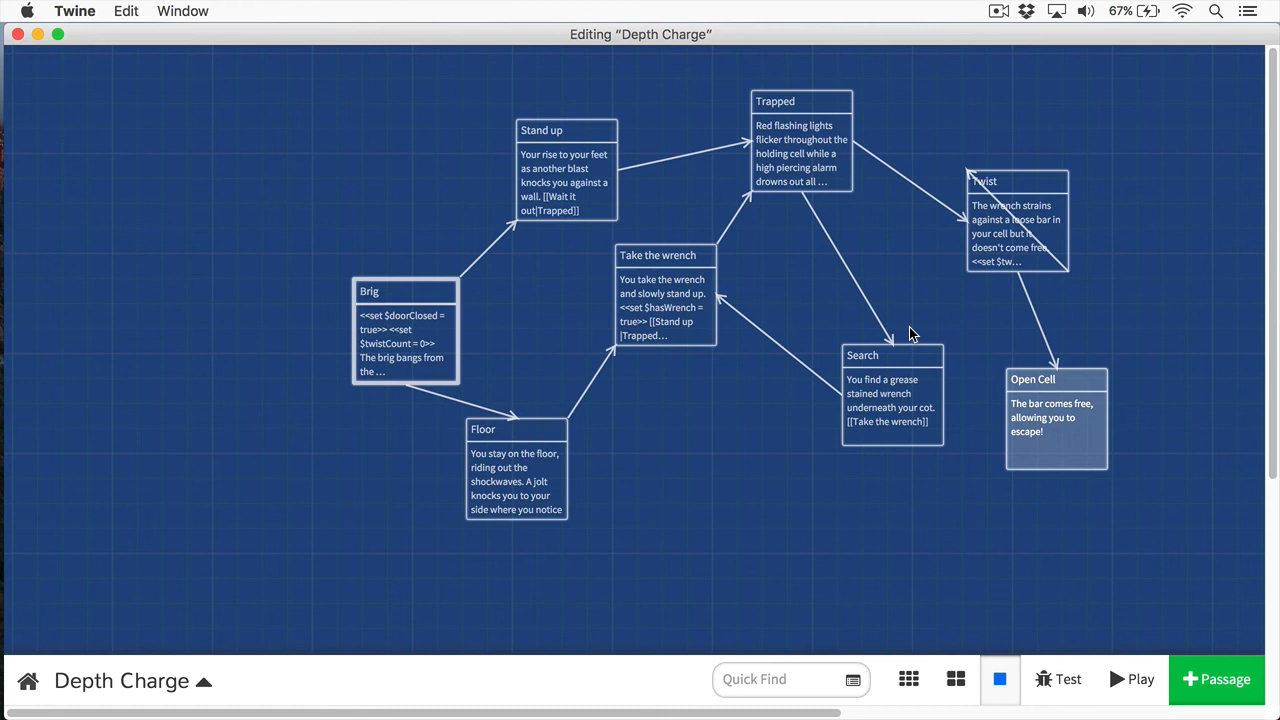 Twine Edit Window
67%
Editing “Depth Charge”
Trapped
Red flashing lights
flicker throughout the
holding cell while a
high piercing alarm
drowns out all ...
Stand up
Your rise to your feet
as another blast
knocks you against a
wall. [[Wait it
out|Trapped]]
Twist
The wrench strains
against a loose bar in
your cell but it
doesn't come free.
<<set $tw...
Take the wrench
You take the wrench
and slowly stand up.
<<set $hasWrench =
true>> [[Stand up
|Trapped...
Brig
<<set $doorClosed =
true>> <<set
$twistCount = 0>>
The brig bangs from
the ...
Search
You find a grease
stained wrench
underneath your cot.
[[Take the wrench]]
Open Cell
The bar comes free,
allowing you to
escape!
Floor
You stay on the floor,
riding out the
shockwaves. A jolt
knocks you to your
side where you notice
Depth Charge
Quick Find
Test
Play
+Passage